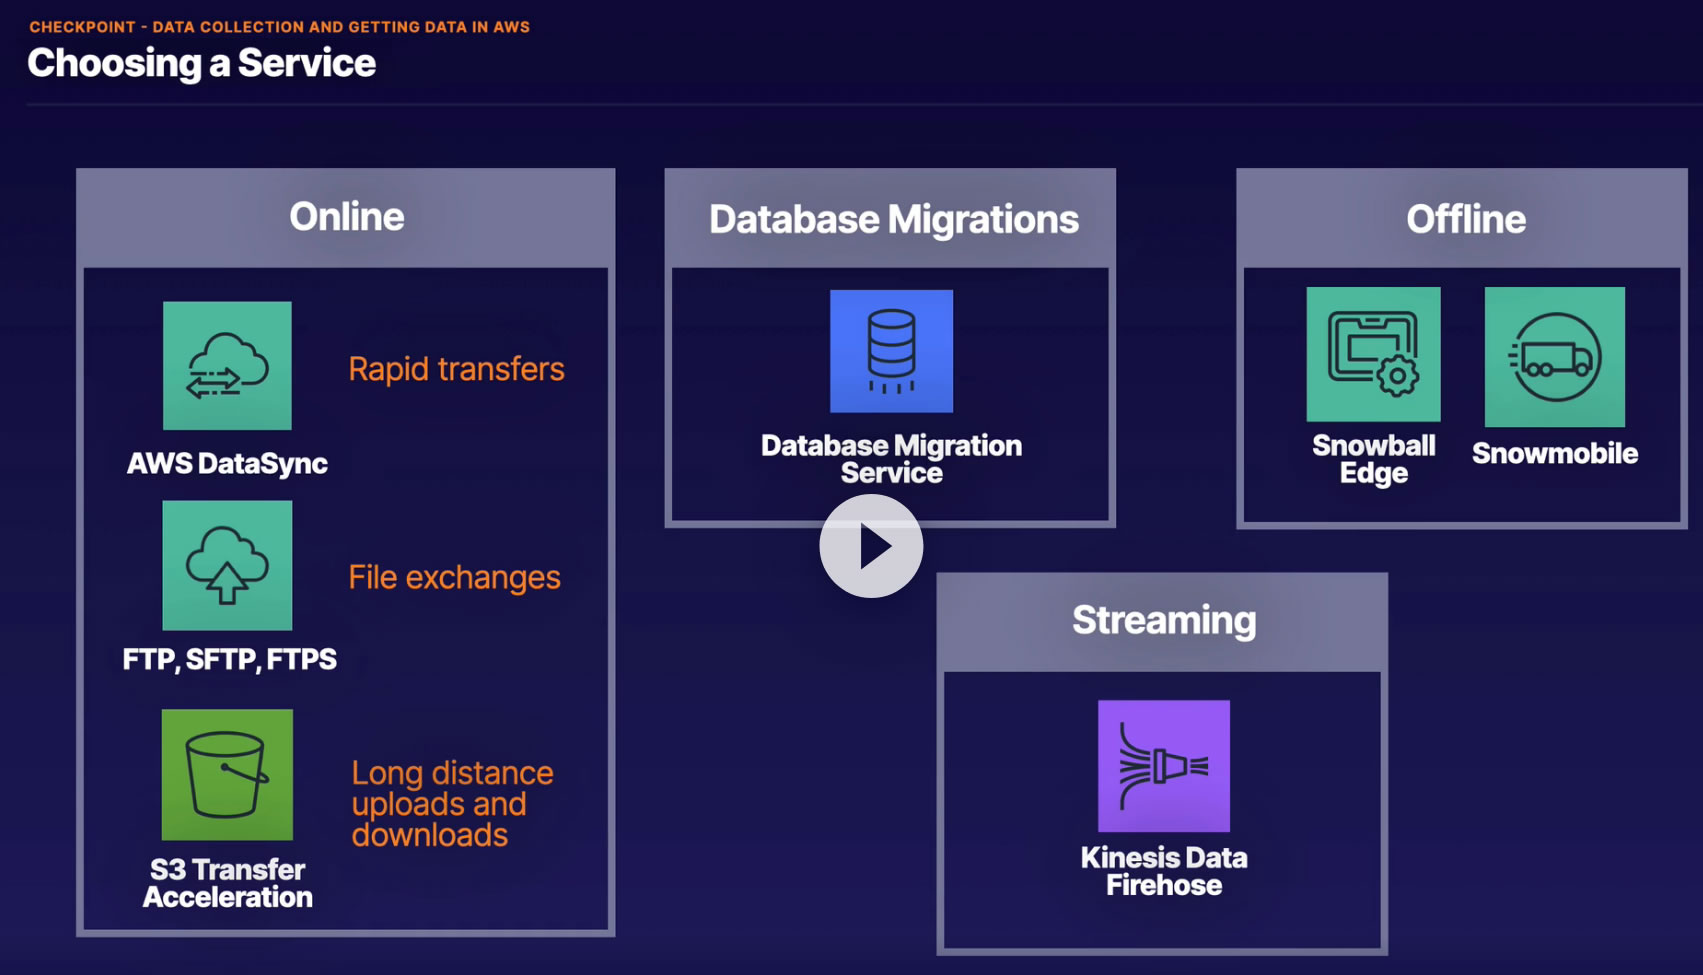 CHECKPOINT - DATA COLLECTION AND GETTING DATA IN AWS
Choosing a Service
Online
Rapid transfers
AWS DataSync
File exchanges
FTP, SFTP, FTPS
Long distance
uploads and
downloads
S3 Transfer
Acceleration
Database Migrations
Database Migration
Service
Offline
Snowball
Edge
Snowmobile
Streaming
Kinesis Data
Firehose